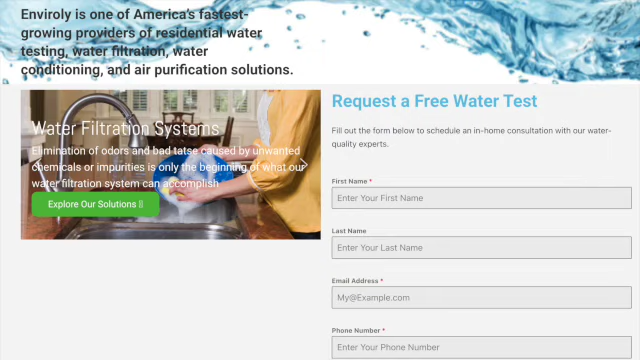 Enviroly is one of America's fastest-
growing providers of residential water
testing, water filtration, water
conditioning, and air purification solutions.
Water Filtration Systems
Elimination of odors and bad tatse caused by unwanted
chemicals or impurities is only the beginning of what our
water filtration system can accomplish
Explore Our Solutions
Request a Free Water Test
Fill out the form below to schedule an in-home consultation with our water-
quality experts.
First Name *
Enter Your First Name
Last Name
Enter Your Last Name
Email Address *
My@Example.com
Phone Number *
Enter Your Phone Number